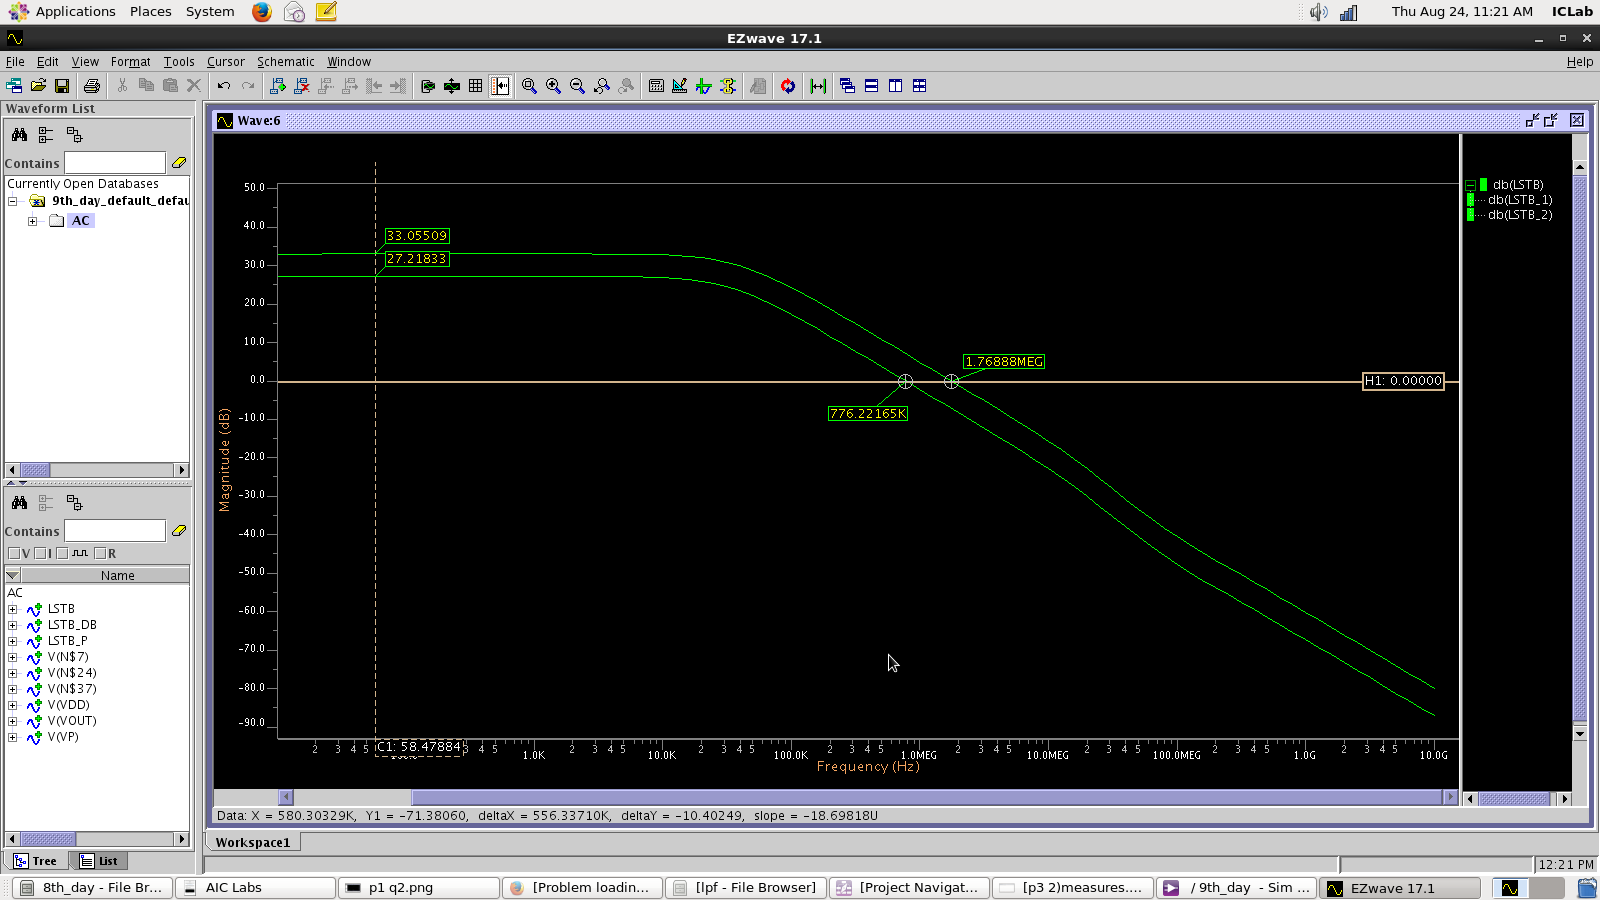 Applications Places System Thu Aug 24, 11:21 AM ICLab
EZwave 17.1
File Edit View Format Tools Cursor Schematic Window Help
Waveform List
Contains
Currently Open Databases
9th_day_default_defau
AC
Contains
V I R
Name
AC
LSTB
LSTB_DB
LSTB_P
V(N$7)
V(N$24)
V(N$37)
V(VDD)
V(VOUT)
V(VP)
Tree List
Wave:6
50.0
40.0
30.0
20.0
10.0
0.0
-10.0
-20.0
-30.0
-40.0
-50.0
-60.0
-70.0
-80.0
-90.0
Magnitude (dB)
33.05509
27.21833
1.76888MEG
776.22165K
H1: 0.00000
C1: 58.47884
2 3 4 5 3 4 5 1.0K 2 3 4 5 10.0K 2 3 4 5 100.0K 2 3 4 5 1.0MEG 2 3 4 5 10.0MEG 2 3 4 5 100.0MEG 2 3 4 5 1.0G 2 3 4 5 10.0G
Frequency (Hz)
db(LSTB)
db(LSTB_1)
db(LSTB_2)
Data: X = 580.30329K, Y1 = -71.38060, deltaX = 556.33710K, deltaY = -10.40249, slope = -18.69818U
Workspace1
12:21 PM
8th_day - File Br... AIC Labs p1 q2.png [Problem loadin... [lpf - File Browser] [Project Navigat... [p3 2)measures.... / 9th_day - Sim ... EZwave 17.1